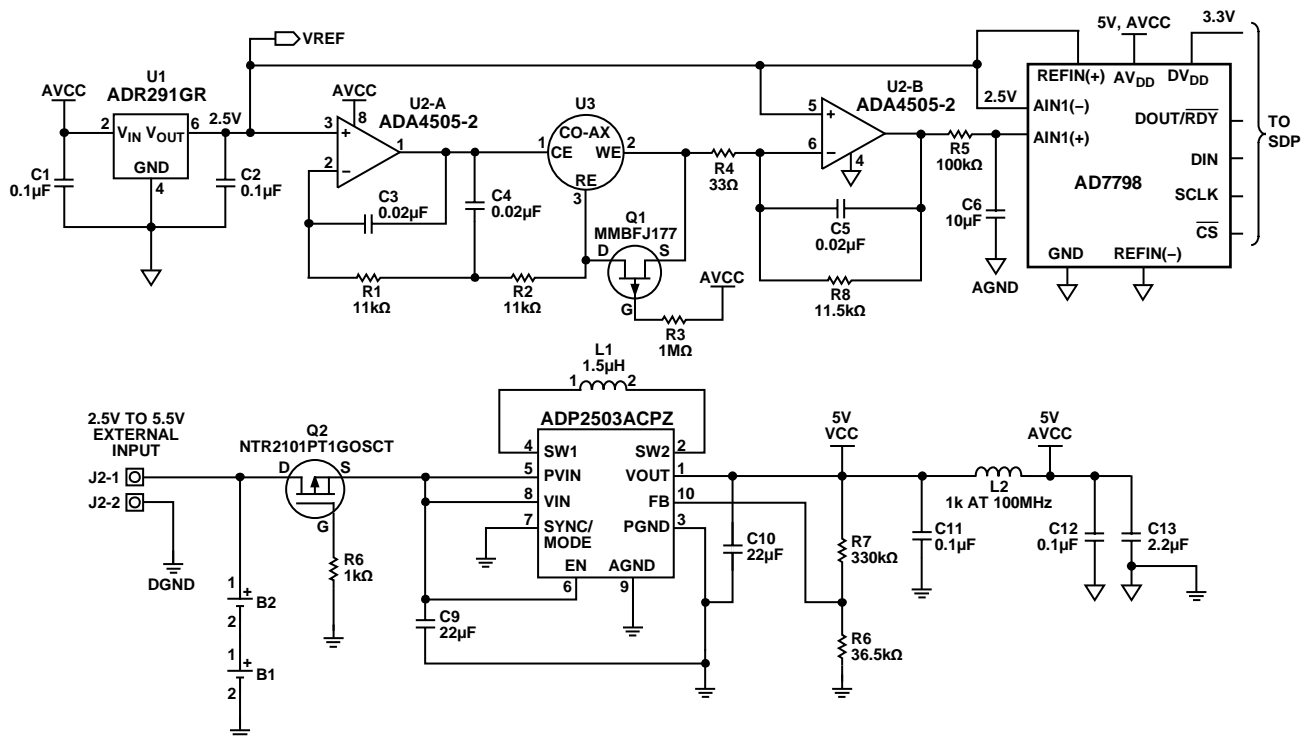 VREF
U1
ADR291GR
AVCC
2
V_IN V_OUT
6
2.5V
GND
4
C1
0.1µF
C2
0.1µF
AVCC
8
U2-A
ADA4505-2
3
+
2
−
1
C3
0.02µF
C4
0.02µF
R1
11kΩ
R2
11kΩ
U3
CO-AX
1
CE
WE
2
RE
3
Q1
MMBFJ177
D
S
G
AVCC
R3
1MΩ
R4
33Ω
U2-B
ADA4505-2
5
+
6
−
4
C5
0.02µF
R8
11.5kΩ
R5
100kΩ
C6
10µF
AGND
5V, AVCC
3.3V
2.5V
REFIN(+)
AV_DD
DV_DD
AIN1(−)
AIN1(+)
DOUT/RDY
DIN
SCLK
CS
AD7798
GND
REFIN(−)
TO
SDP
L1
1.5µH
1
2
2.5V TO 5.5V
EXTERNAL
INPUT
J2-1
J2-2
DGND
Q2
NTR2101PT1GOSCT
D
S
G
R6
1kΩ
1
+
B2
2
1
+
B1
2
ADP2503ACPZ
4
SW1
SW2
2
5
PVIN
VOUT
1
8
VIN
FB
10
7
SYNC/
MODE
PGND
3
EN
AGND
6
9
C9
22µF
C10
22µF
5V
VCC
R7
330kΩ
R6
36.5kΩ
C11
0.1µF
L2
1k AT 100MHz
5V
AVCC
C12
0.1µF
C13
2.2µF